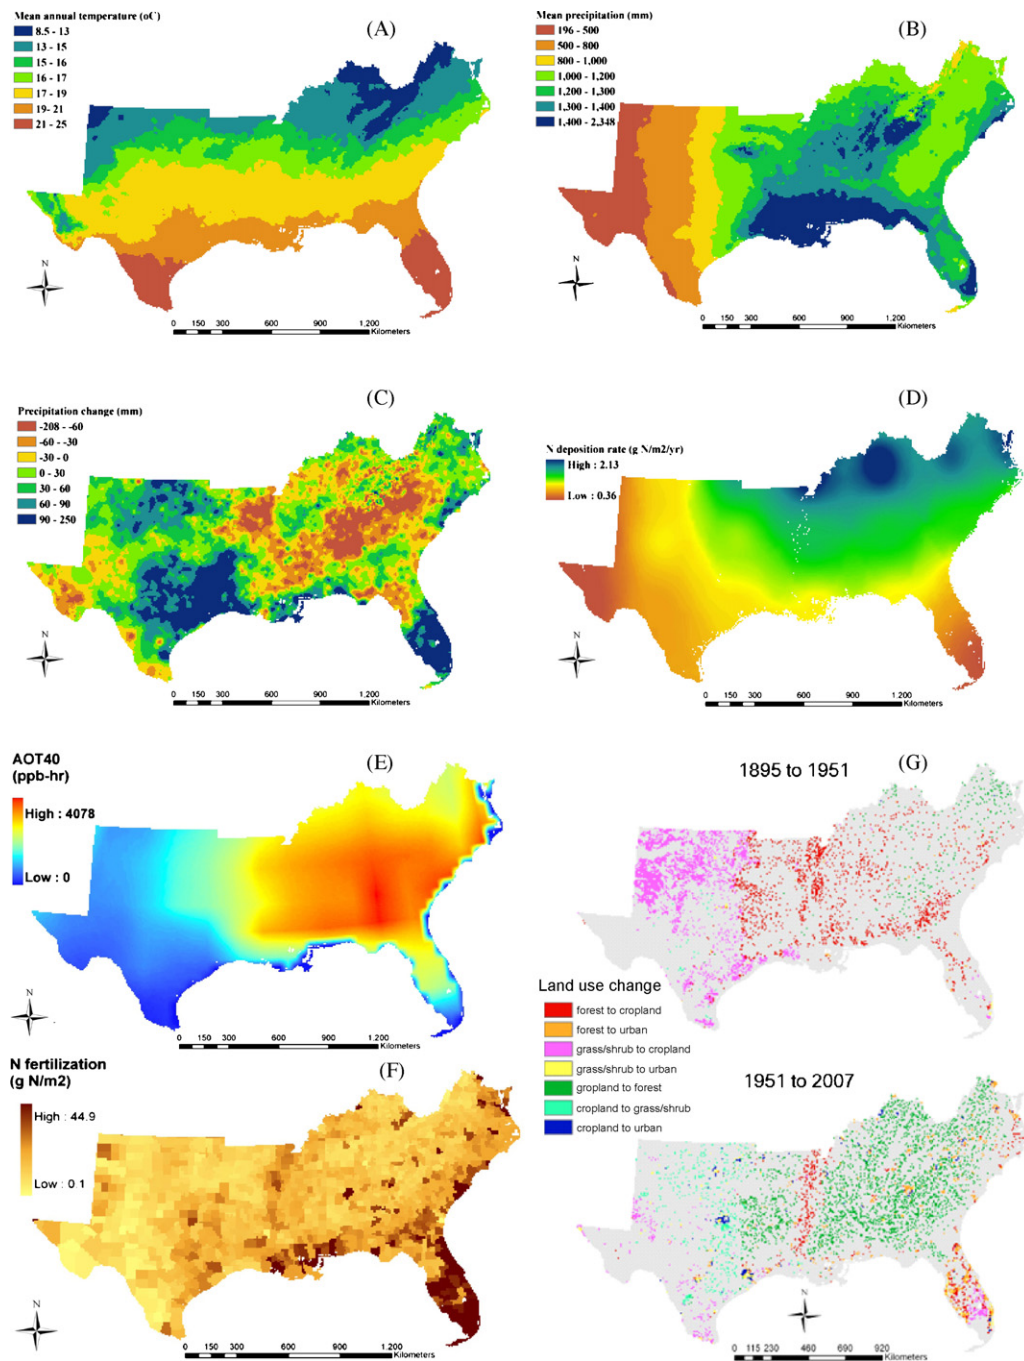 Mean annual temperature (oC)
8.5 - 13
13 - 15
15 - 16
16 - 17
17 - 19
19- 21
21 - 25
(A)
N
0 150 300 600 900 1,200
Kilometers
Mean precipitation (mm)
196 - 500
500 - 800
800 - 1,000
1,000 - 1,200
1,200 - 1,300
1,300 - 1,400
1,400 - 2,348
(B)
N
0 150 300 600 900 1,200
Kilometers
Precipitation change (mm)
-208 - -60
-60 - -30
-30 - 0
0 - 30
30 - 60
60 - 90
90 - 250
(C)
N
0 150 300 600 900 1,200
Kilometers
(D)
N deposition rate (g N/m2/yr)
High : 2.13
Low : 0.36
N
0 150 300 600 900 1,200
Kilometers
AOT40
(ppb-hr)
High : 4078
Low : 0
(E)
N
0 150 300 600 900 1,200
Kilometers
N fertilization
(g N/m2)
High : 44.9
Low : 0.1
(F)
N
0 150 300 600 900 1,200
Kilometers
1895 to 1951
(G)
Land use change
forest to cropland
forest to urban
grass/shrub to cropland
grass/shrub to urban
gropland to forest
cropland to grass/shrub
cropland to urban
1951 to 2007
N
0 115 230 460 690 920
Kilometers